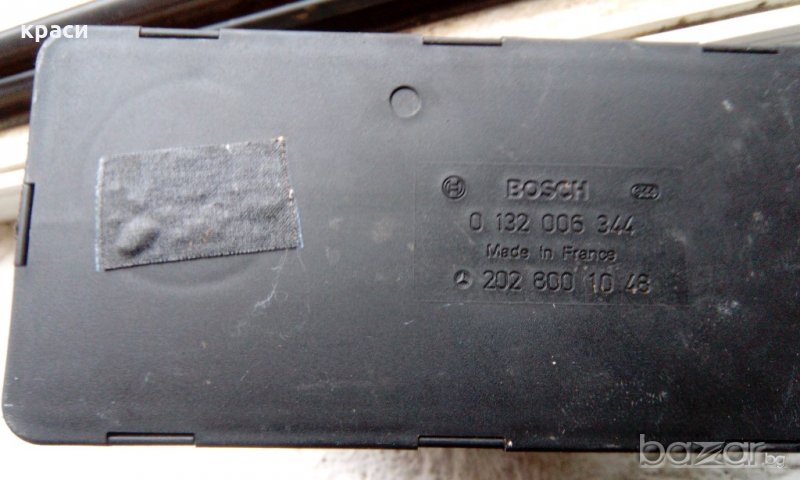 краси
BOSCH
0 132 006 344
Made in France
202 800 10 48
bazar.bg